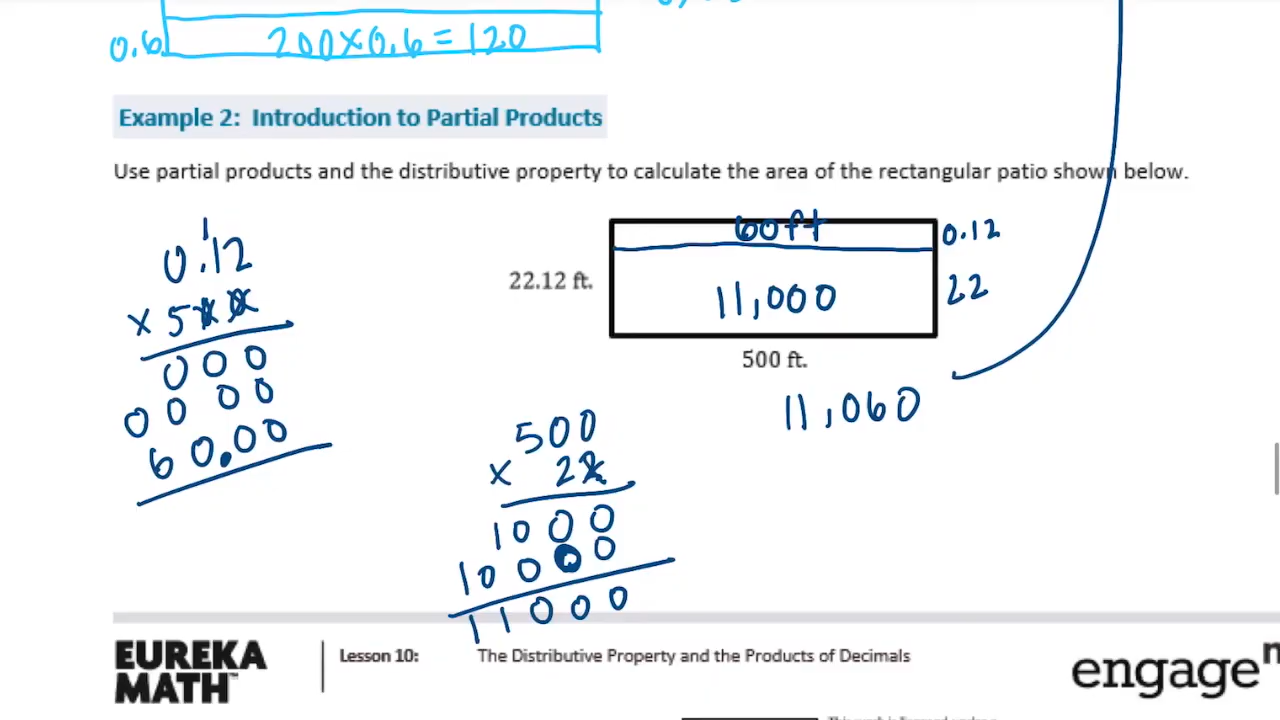 0.6
200×0.6=120
Example 2: Introduction to Partial Products
Use partial products and the distributive property to calculate the area of the rectangular patio shown below.
1
0.12
× 500
000
0000
60.00
60 ft
0.12
22.12 ft.
11,000
22
500 ft.
11,060
500
× 22
1000
10000
11000
EUREKA
MATH™
Lesson 10:
The Distributive Property and the Products of Decimals
engage